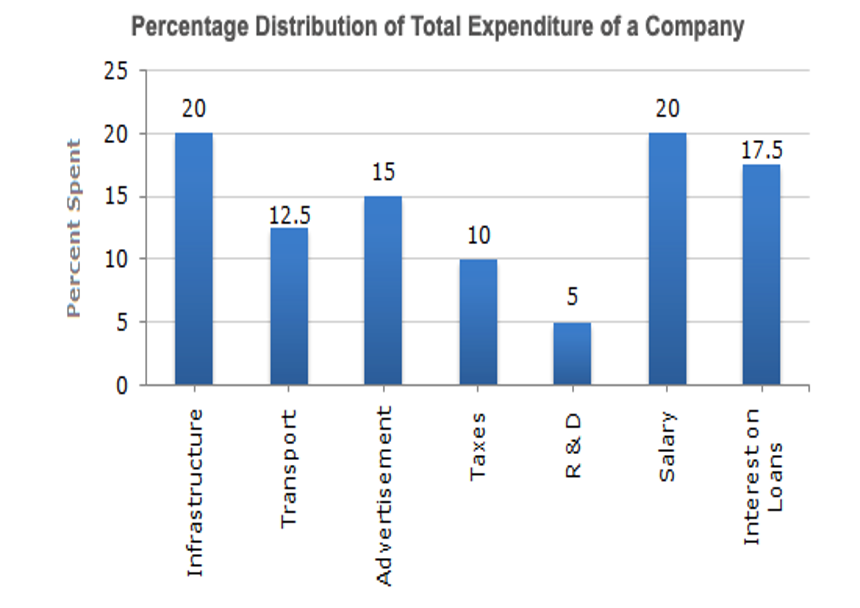 Percentage Distribution of Total Expenditure of a Company
Percent Spent
25
20
15
10
5
0
20
12.5
15
10
5
20
17.5
Infrastructure
Transport
Advertisement
Taxes
R & D
Salary
Interest on
Loans